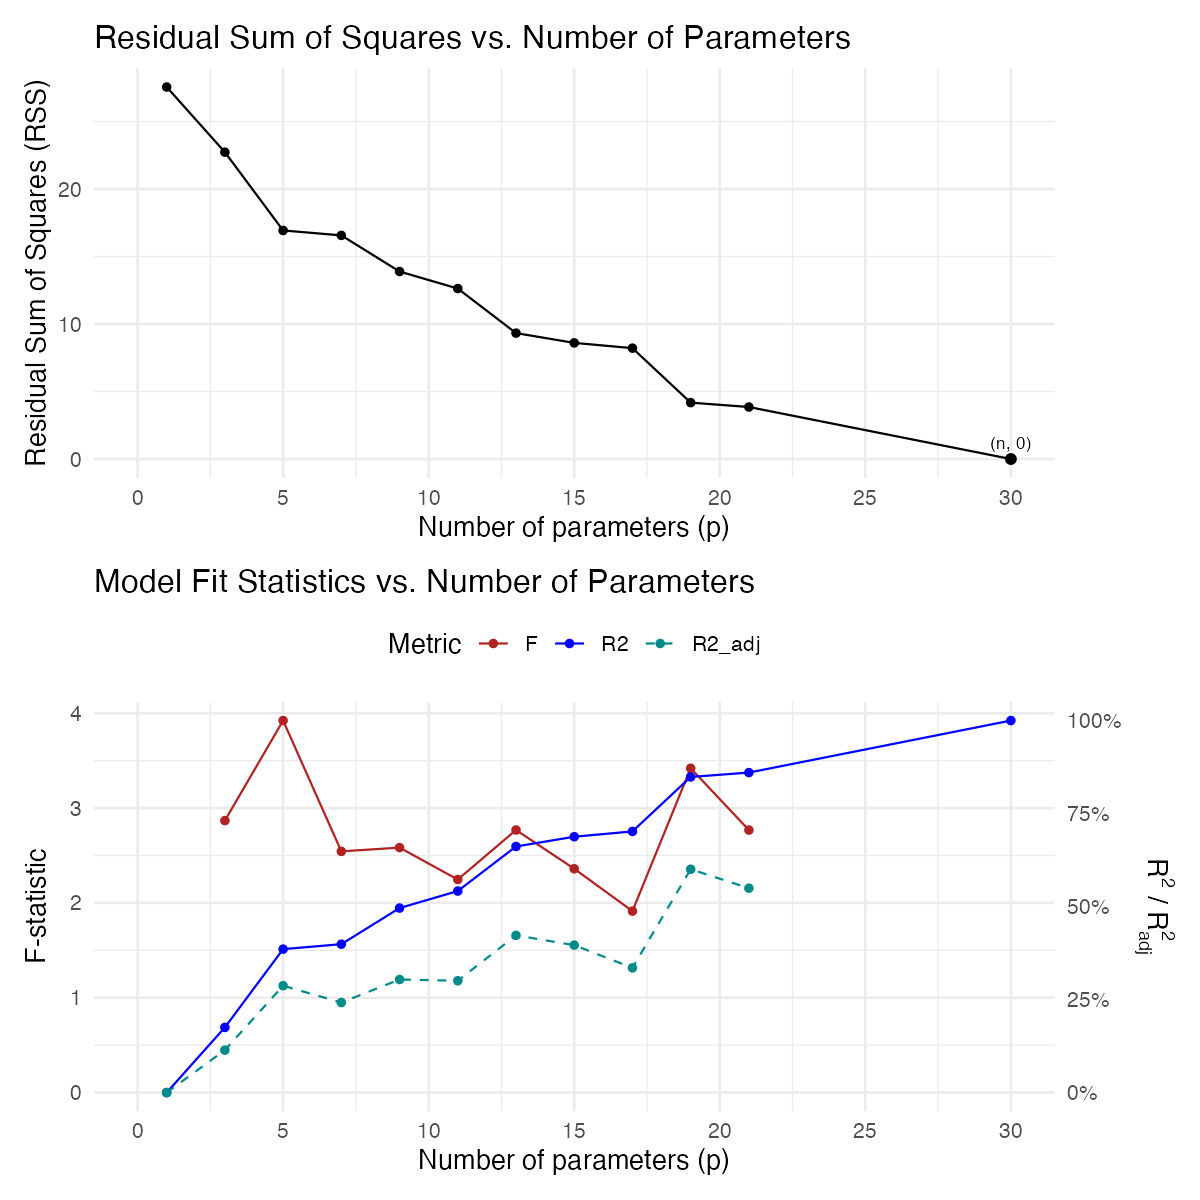 Residual Sum of Squares vs. Number of Parameters
Residual Sum of Squares (RSS)
20
10
0
(n, 0)
0 5 10 15 20 25 30
Number of parameters (p)
Model Fit Statistics vs. Number of Parameters
Metric F R2 R2_adj
F-statistic
4
3
2
1
0
100%
75%
50%
25%
0%
R² / R²adj
0 5 10 15 20 25 30
Number of parameters (p)